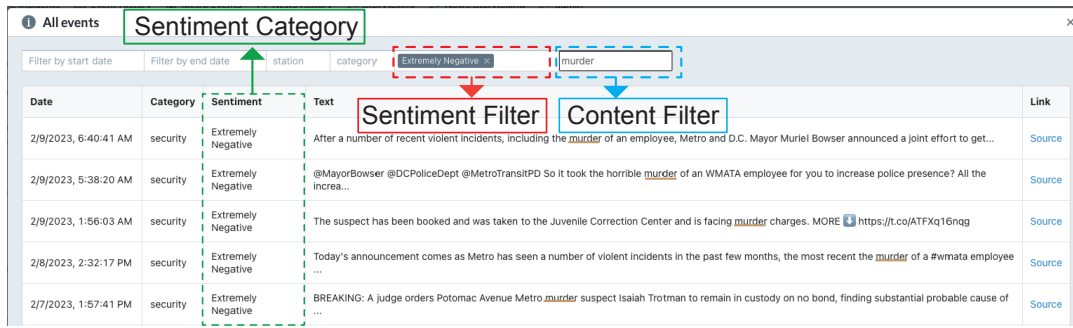 All events
Sentiment Category
×
Filter by start date Filter by end date station category Extremely Negative × murder
Sentiment Filter Content Filter
Date Category Sentiment Text Link
2/9/2023, 6:40:41 AM security Extremely Negative After a number of recent violent incidents, including the murder of an employee, Metro and D.C. Mayor Muriel Bowser announced a joint effort to get... Source
2/9/2023, 5:38:20 AM security Extremely Negative @MayorBowser @DCPoliceDept @MetroTransitPD So it took the horrible murder of an WMATA employee for you to increase police presence? All the
increa... Source
2/9/2023, 1:56:03 AM security Extremely Negative The suspect has been booked and was taken to the Juvenile Correction Center and is facing murder charges. MORE ⬇️ https://t.co/ATFXq16nqg Source
2/8/2023, 2:32:17 PM security Extremely Negative Today's announcement comes as Metro has seen a number of violent incidents in the past few months, the most recent the murder of a #wmata employee
... Source
2/7/2023, 1:57:41 PM security Extremely Negative BREAKING: A judge orders Potomac Avenue Metro murder suspect Isaiah Trotman to remain in custody on no bond, finding substantial probable cause of
... Source